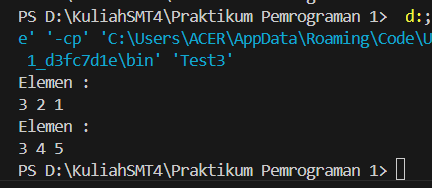 PS D:\KuliahSMT4\Praktikum Pemrograman 1> d:;
e' '-cp' 'C:\Users\ACER\AppData\Roaming\Code\U
1_d3fc7d1e\bin' 'Test3'
Elemen :
3 2 1
Elemen :
3 4 5
PS D:\KuliahSMT4\Praktikum Pemrograman 1>